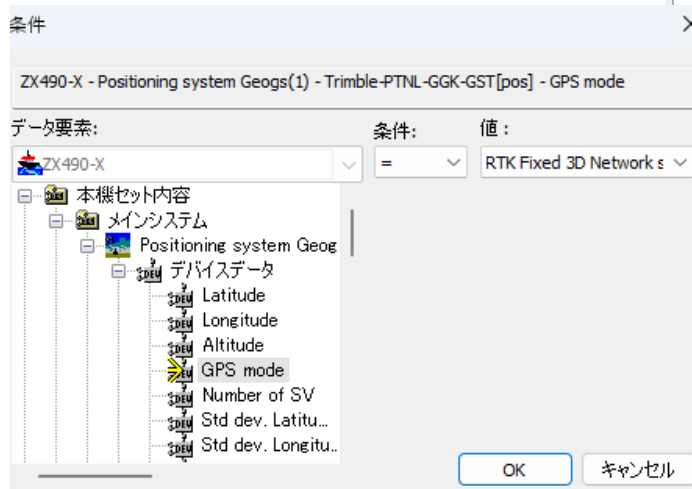 条件
ZX490-X - Positioning system Geogs(1) - Trimble-PTNL-GGK-GST[pos] - GPS mode
データ要素:
条件:
値 :
ZX490-X
=
RTK Fixed 3D Network s
本機セット内容
メインシステム
Positioning system Geog
デバイスデータ
Latitude
Longitude
Altitude
GPS mode
Number of SV
Std dev. Latitu...
Std dev. Longitu..
OK
キャンセル